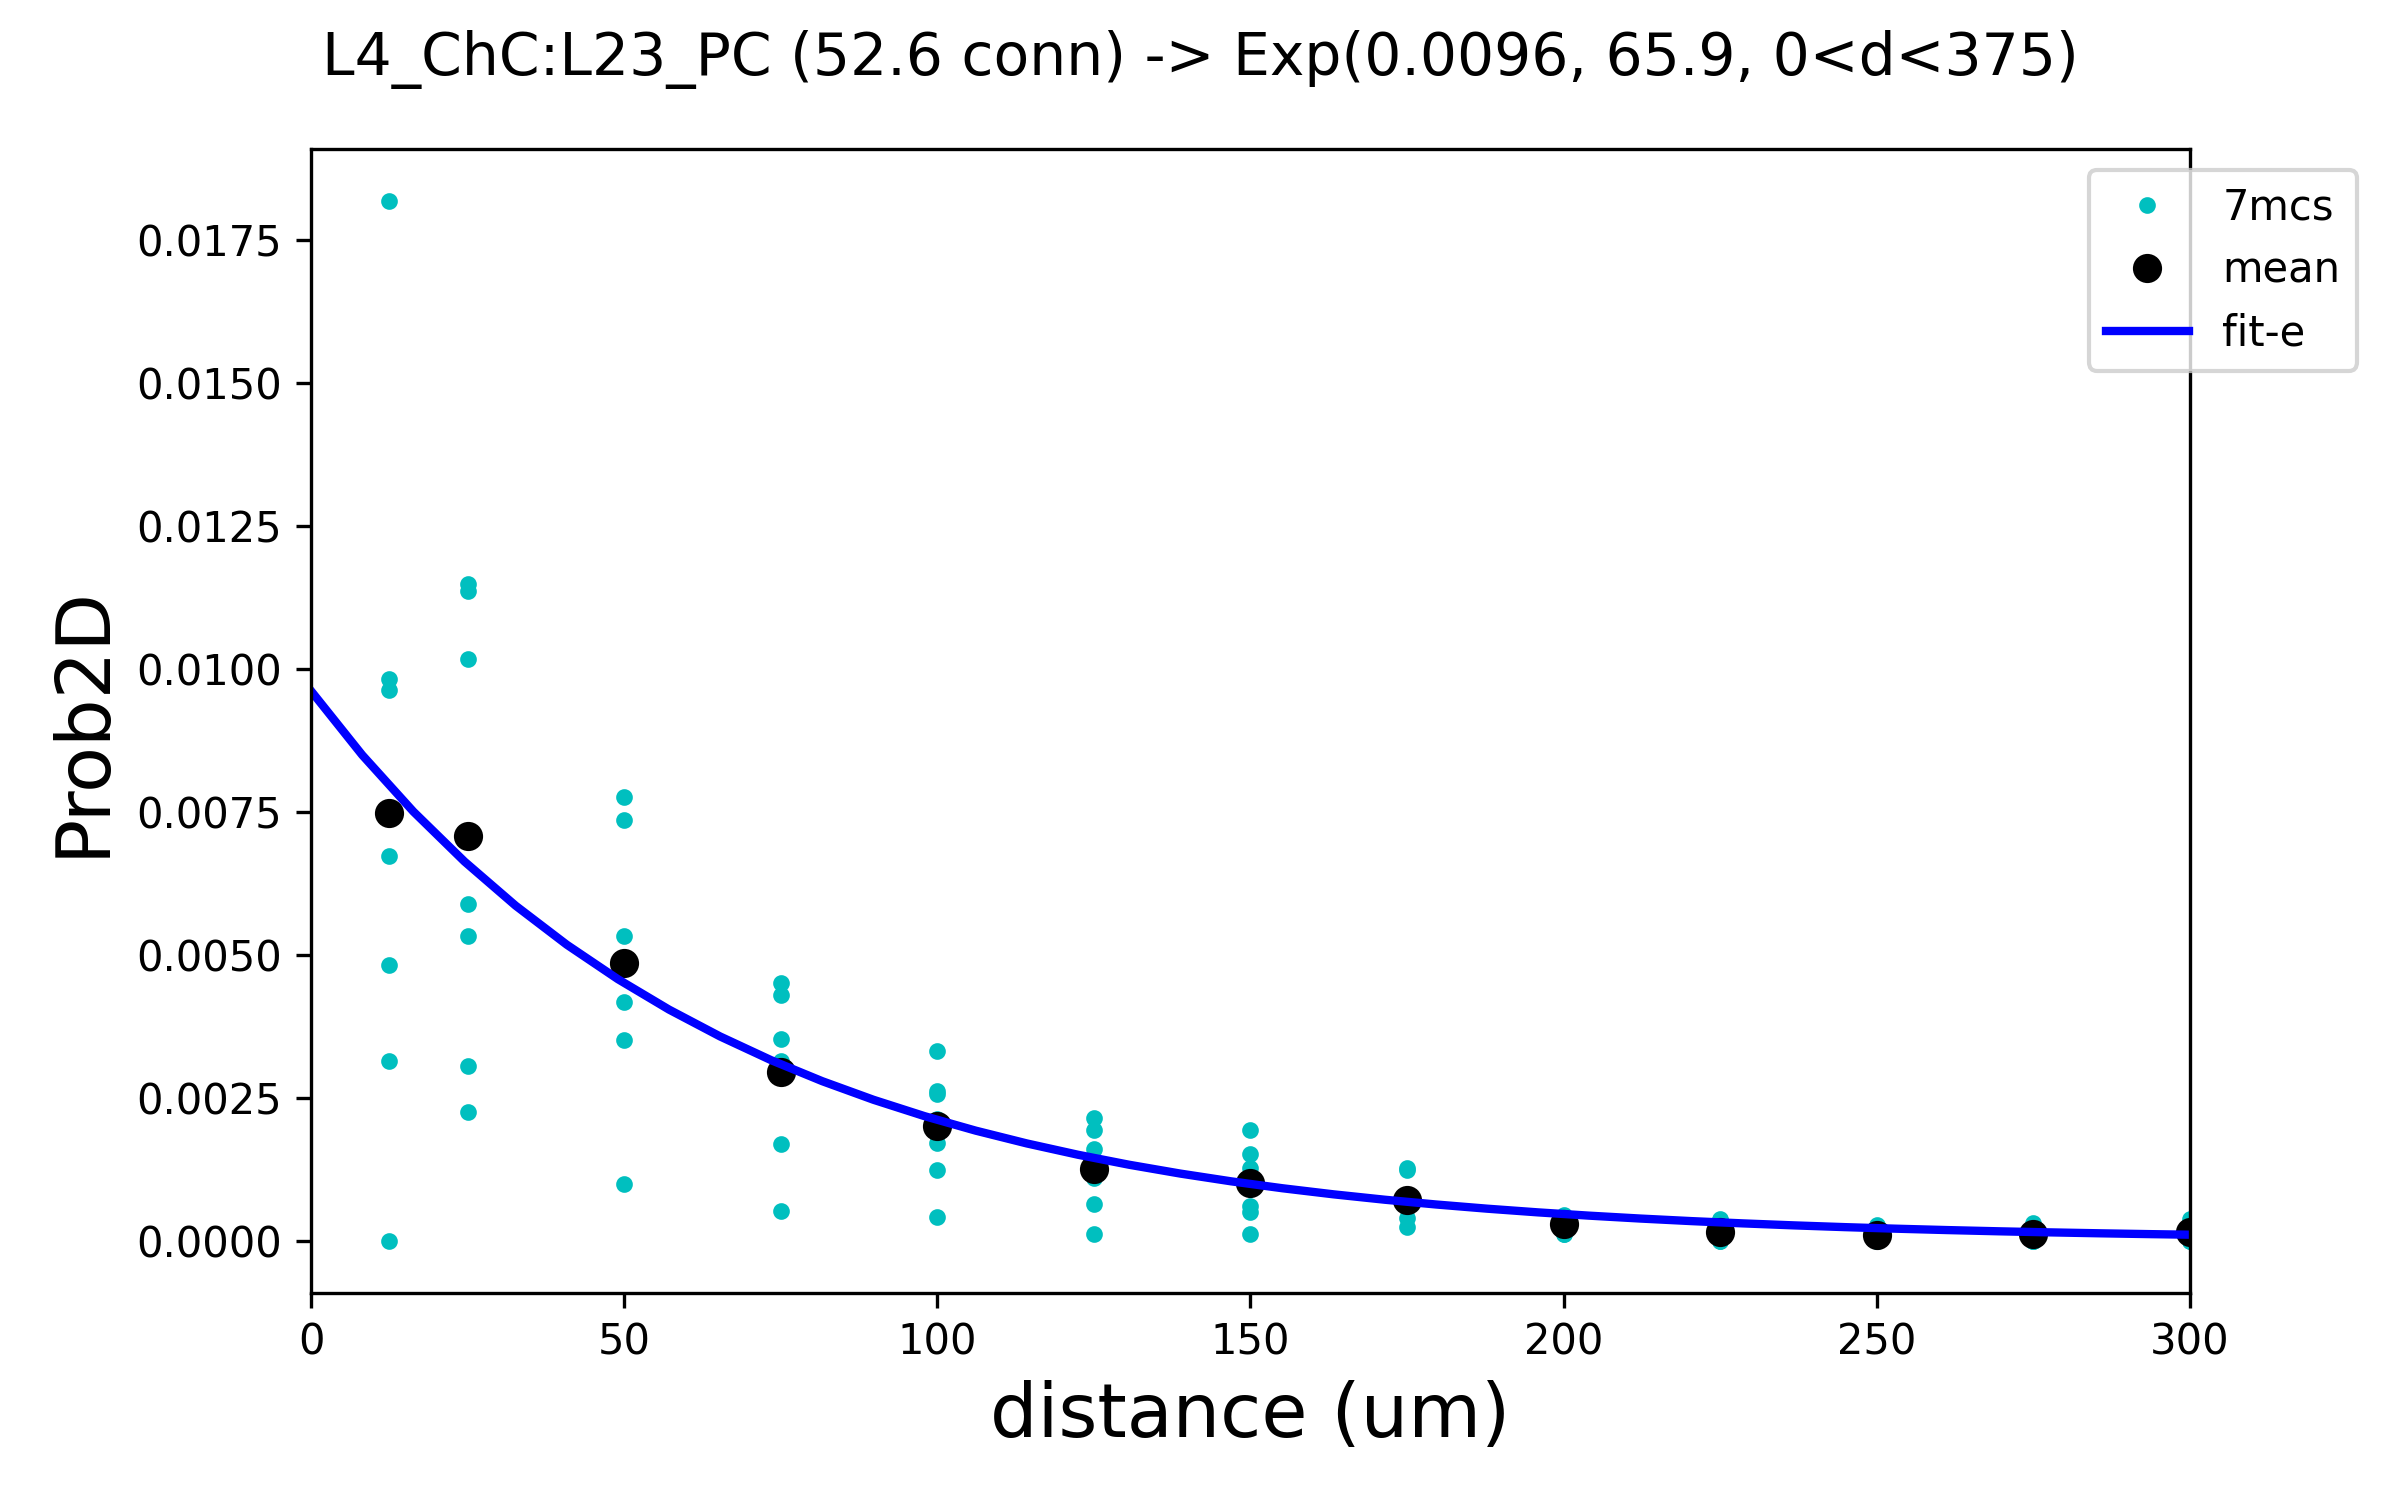 L4_ChC:L23_PC (52.6 conn) -> Exp(0.0096, 65.9, 0<d<375)
7mcs
mean
fit-e
Prob2D
0.0175
0.0150
0.0125
0.0100
0.0075
0.0050
0.0025
0.0000
0 50 100 150 200 250 300
distance (um)